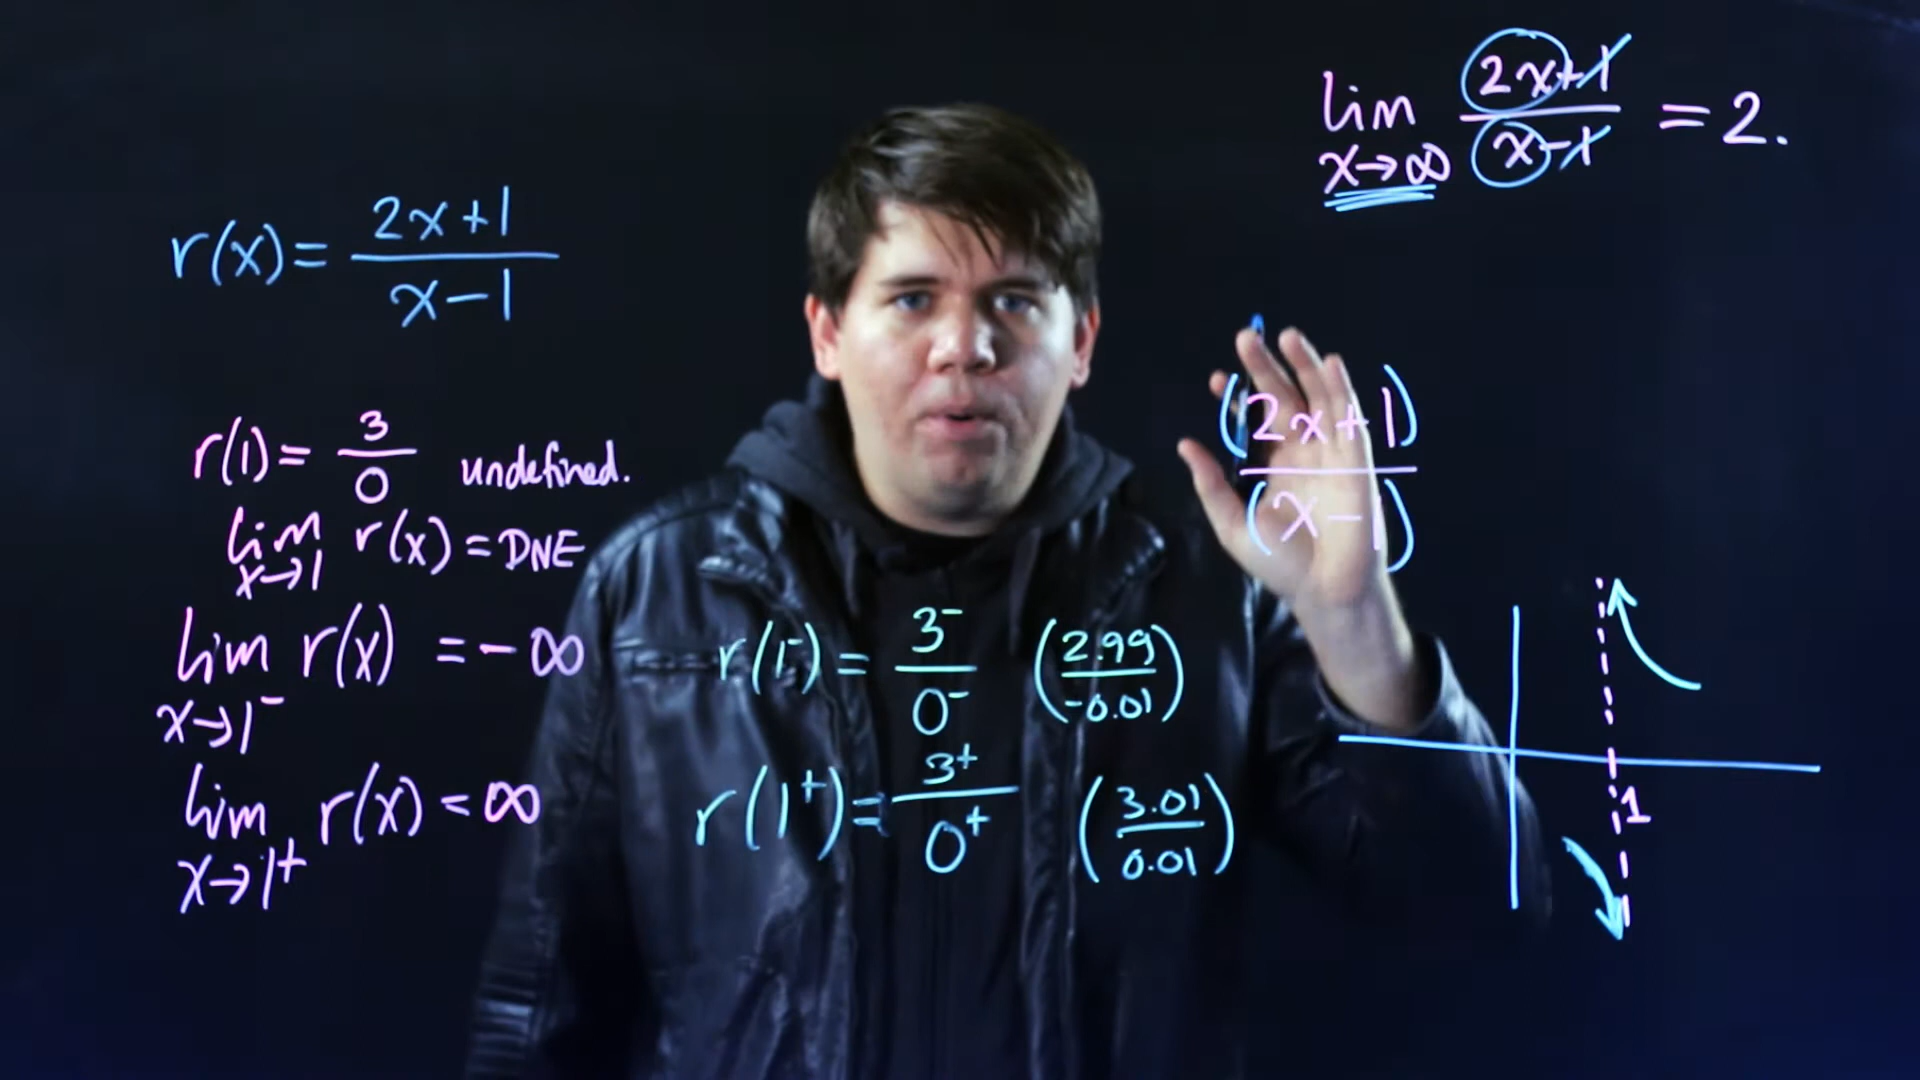 lim x→∞ (2x+1)/(x-1) = 2.
r(x) = (2x+1)/(x-1)
r(1) = 3/0 undefined.
lim x→1 r(x) = DNE
lim x→1⁻ r(x) = -∞
lim x→1⁺ r(x) = ∞
r(1⁻) = 3⁻/0⁻ (2.99/-0.01)
r(1⁺) = 3⁺/0⁺ (3.01/0.01)
(2x+1)/(x-1)
1